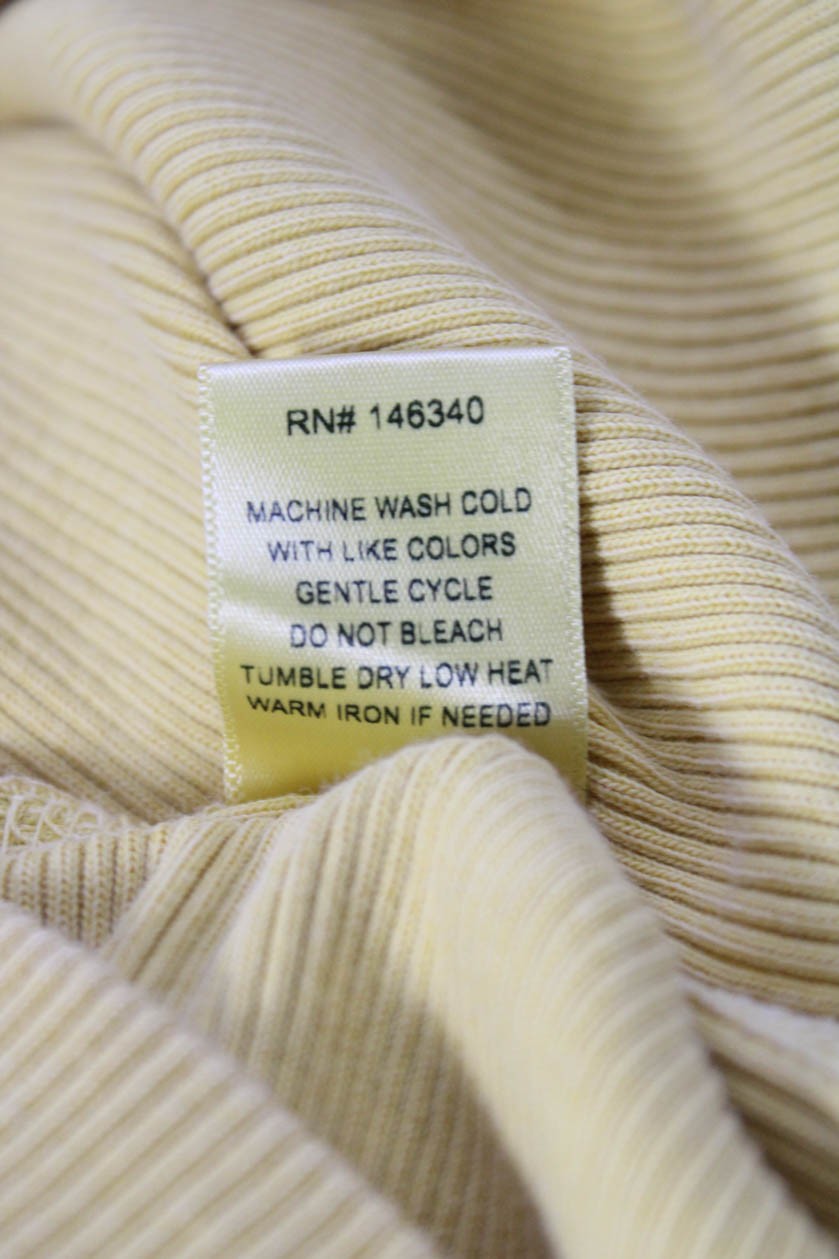 RN# 146340
MACHINE WASH COLD
WITH LIKE COLORS
GENTLE CYCLE
DO NOT BLEACH
TUMBLE DRY LOW HEAT
WARM IRON IF NEEDED